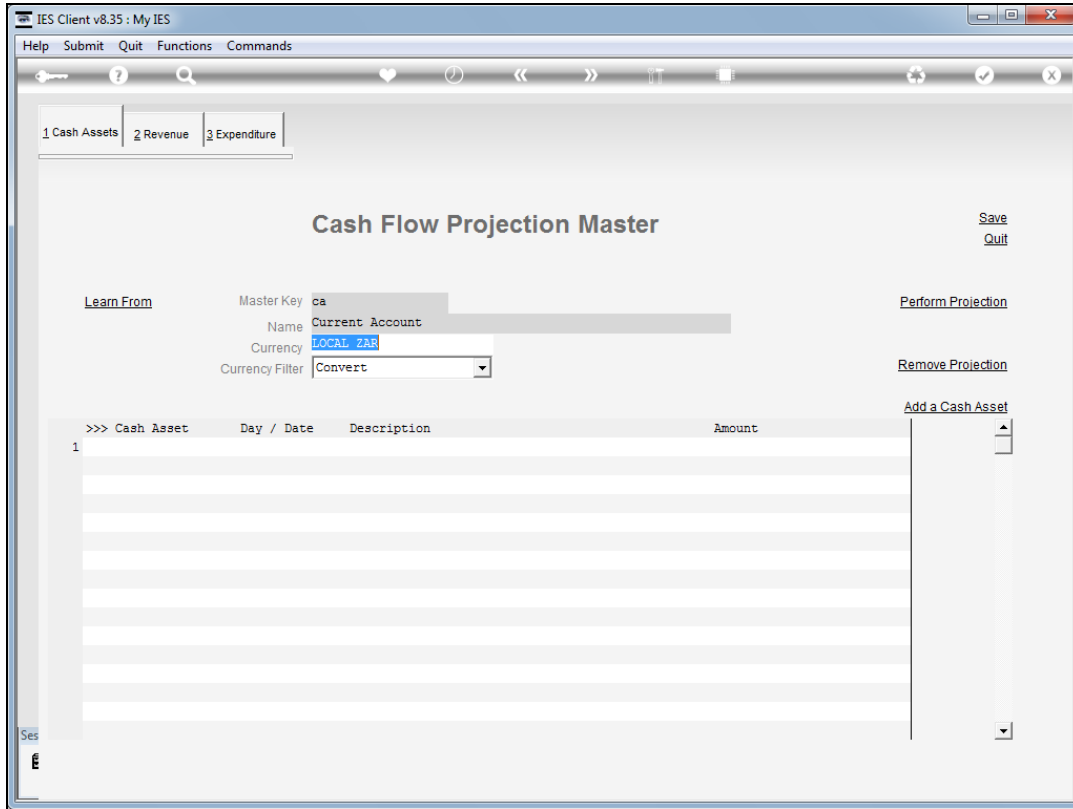 IES Client v8.35 : My IES
Help Submit Quit Functions Commands
1 Cash Assets 2 Revenue 3 Expenditure
Cash Flow Projection Master
Save
Quit
Learn From
Master Key ca
Perform Projection
Name Current Account
Currency LOCAL ZAR
Currency Filter Convert
Remove Projection
Add a Cash Asset
>>> Cash Asset Day / Date Description Amount
1
Ses